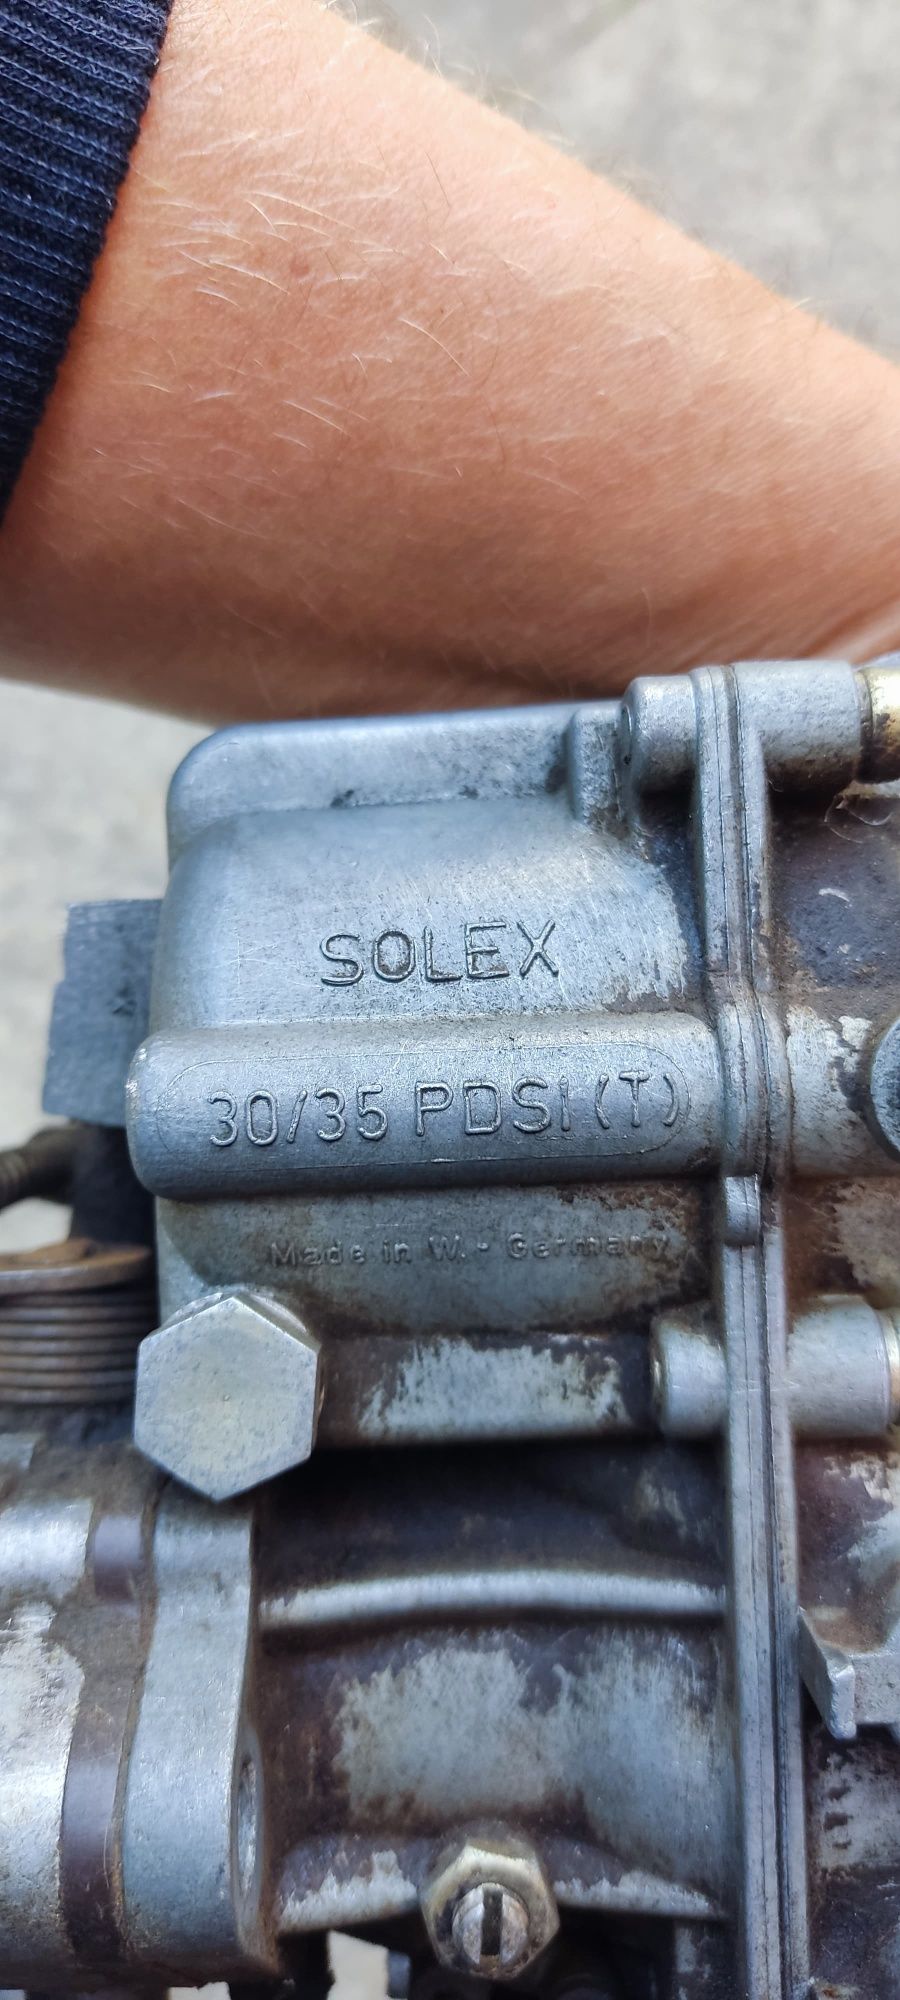 SOLEX
30/35 PDSI (T)
Made in W. - Germany